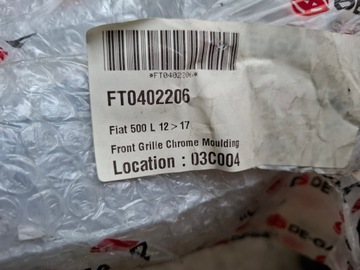 *FT0402206*
FT0402206
Fiat 500 L 12 > 17
Front Grille Chrome Moulding
Location : 03C004